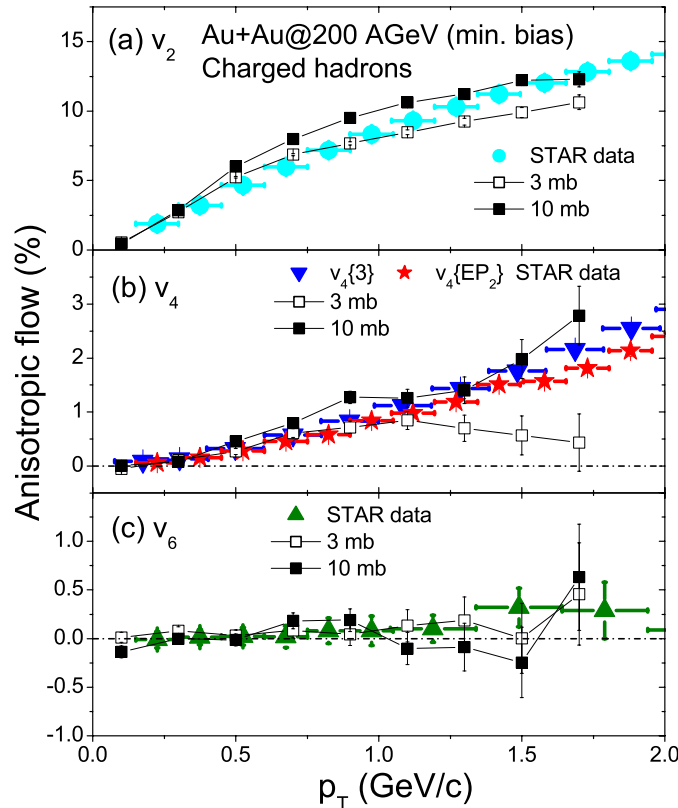 (a) v2 Au+Au@200 AGeV (min. bias)
Charged hadrons
STAR data
3 mb
10 mb
15
10
5
0
(b) v4
v4{3} v4{EP2} STAR data
3 mb
10 mb
3
2
1
0
(c) v6
STAR data
3 mb
10 mb
1.0
0.5
0.0
-0.5
-1.0
0.0 0.5 1.0 1.5 2.0
pT (GeV/c)
Anisotropic flow (%)